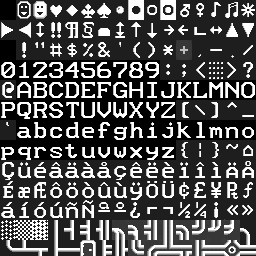 ☺☻♥♦♣♠•◘○◙♂♀♪♫☼
►◄↕‼¶§▬↨↑↓→←∟↔▲▼
!"#$%&'()*+,-./
0123456789:;<=>?
@ABCDEFGHIJKLMNO
PQRSTUVWXYZ[\]^_
`abcdefghijklmno
pqrstuvwxyz{|}~⌂
ÇüéâäàåçêëèïîìÄÅ
ÉæÆôöòûùÿÖÜ¢£¥₧ƒ
áíóúñÑªº¿⌐¬½¼¡«»